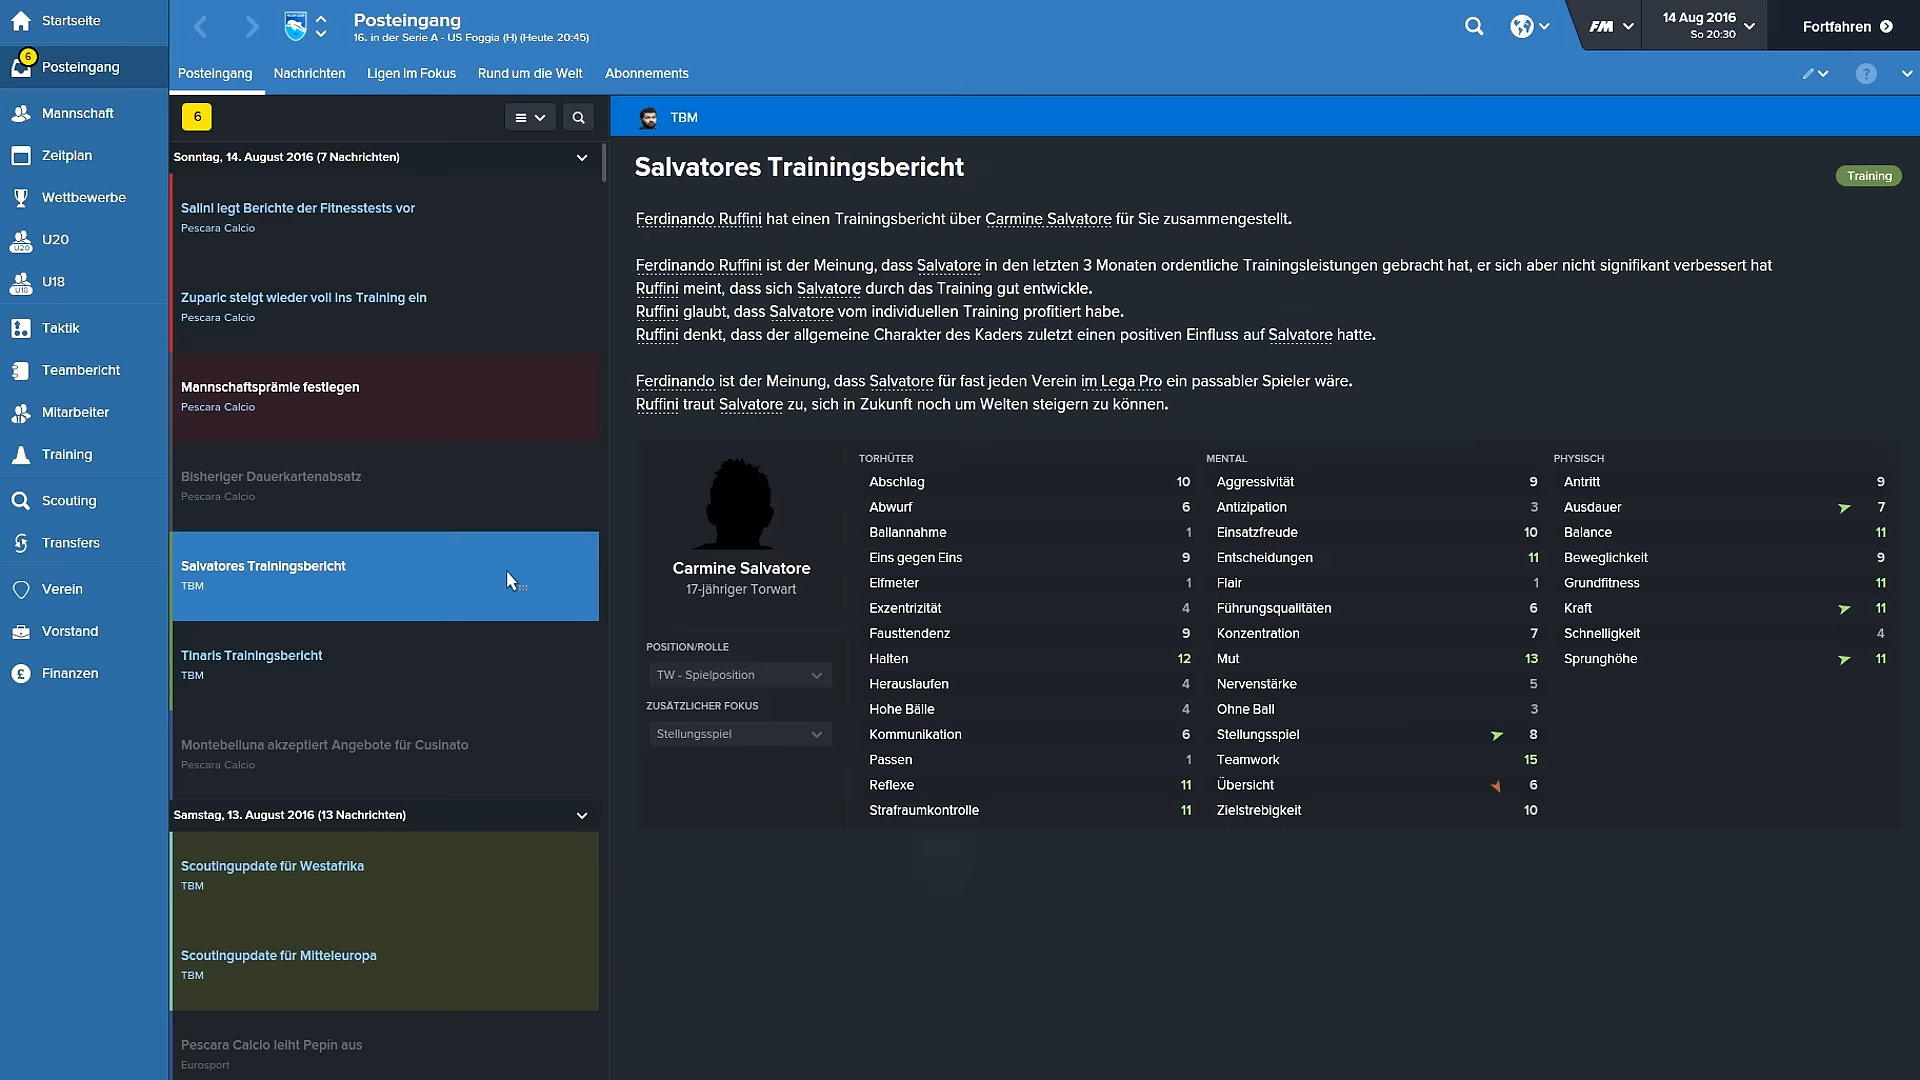 Startseite
6
Posteingang
Mannschaft
Zeitplan
Wettbewerbe
U20
U20
U18
U18
Taktik
Teambericht
Mitarbeiter
Training
Scouting
Transfers
Verein
Vorstand
Finanzen
Posteingang
16. in der Serie A - US Foggia (H) (Heute 20:45)
FM
14 Aug 2016
So 20:30
Fortfahren
Posteingang
Nachrichten
Ligen im Fokus
Rund um die Welt
Abonnements
?
6
Sonntag, 14. August 2016 (7 Nachrichten)
Salini legt Berichte der Fitnesstests vor
Pescara Calcio
Zuparic steigt wieder voll ins Training ein
Pescara Calcio
Mannschaftsprämie festlegen
Pescara Calcio
Bisheriger Dauerkartenabsatz
Pescara Calcio
Salvatores Trainingsbericht
TBM
Tinaris Trainingsbericht
TBM
Montebelluna akzeptiert Angebote für Cusinato
Pescara Calcio
Samstag, 13. August 2016 (13 Nachrichten)
Scoutingupdate für Westafrika
TBM
Scoutingupdate für Mitteleuropa
TBM
Pescara Calcio leiht Pepín aus
Eurosport
TBM
Salvatores Trainingsbericht
Training
Ferdinando Ruffini hat einen Trainingsbericht über Carmine Salvatore für Sie zusammengestellt.
Ferdinando Ruffini ist der Meinung, dass Salvatore in den letzten 3 Monaten ordentliche Trainingsleistungen gebracht hat, er sich aber nicht signifikant verbessert hat
Ruffini meint, dass sich Salvatore durch das Training gut entwickle.
Ruffini glaubt, dass Salvatore vom individuellen Training profitiert habe.
Ruffini denkt, dass der allgemeine Charakter des Kaders zuletzt einen positiven Einfluss auf Salvatore hatte.
Ferdinando ist der Meinung, dass Salvatore für fast jeden Verein im Lega Pro ein passabler Spieler wäre.
Ruffini traut Salvatore zu, sich in Zukunft noch um Welten steigern zu können.
Carmine Salvatore
17-jähriger Torwart
POSITION/ROLLE
TW - Spielposition
ZUSÄTZLICHER FOKUS
Stellungsspiel
TORHÜTER
Abschlag 10
Abwurf 6
Ballannahme 1
Eins gegen Eins 9
Elfmeter 1
Exzentrizität 4
Fausttendenz 9
Halten 12
Herauslaufen 4
Hohe Bälle 4
Kommunikation 6
Passen 1
Reflexe 11
Strafraumkontrolle 11
MENTAL
Aggressivität 9
Antizipation 3
Einsatzfreude 10
Entscheidungen 11
Flair 1
Führungsqualitäten 6
Konzentration 7
Mut 13
Nervenstärke 5
Ohne Ball 3
Stellungsspiel 8
Teamwork 15
Übersicht 6
Zielstrebigkeit 10
PHYSISCH
Antritt 9
Ausdauer 7
Balance 11
Beweglichkeit 9
Grundfitness 11
Kraft 11
Schnelligkeit 4
Sprunghöhe 11